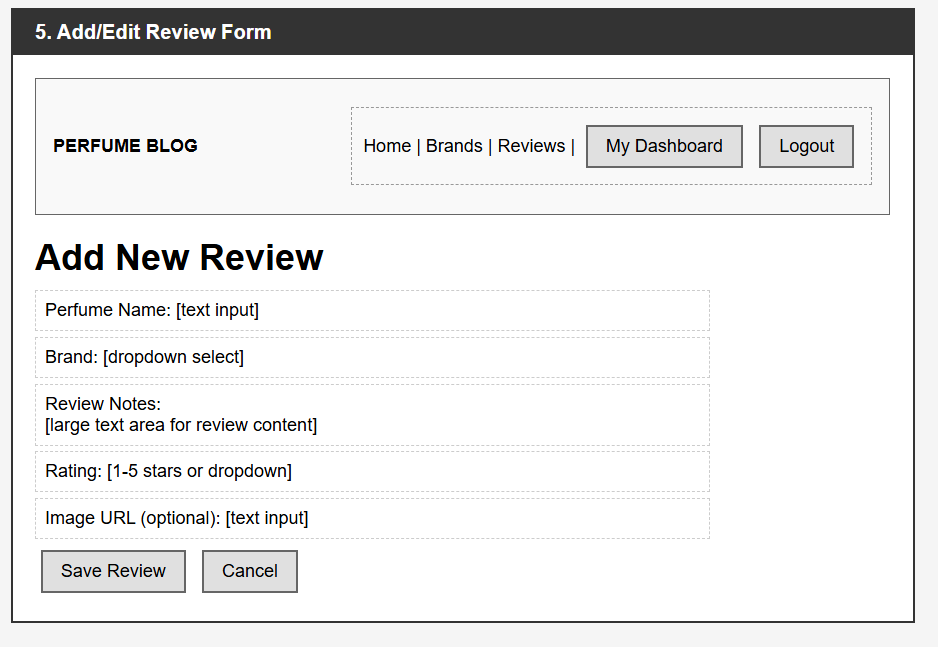 5. Add/Edit Review Form
PERFUME BLOG
Home | Brands | Reviews | My Dashboard Logout
Add New Review
Perfume Name: [text input]
Brand: [dropdown select]
Review Notes:
[large text area for review content]
Rating: [1-5 stars or dropdown]
Image URL (optional): [text input]
Save Review Cancel